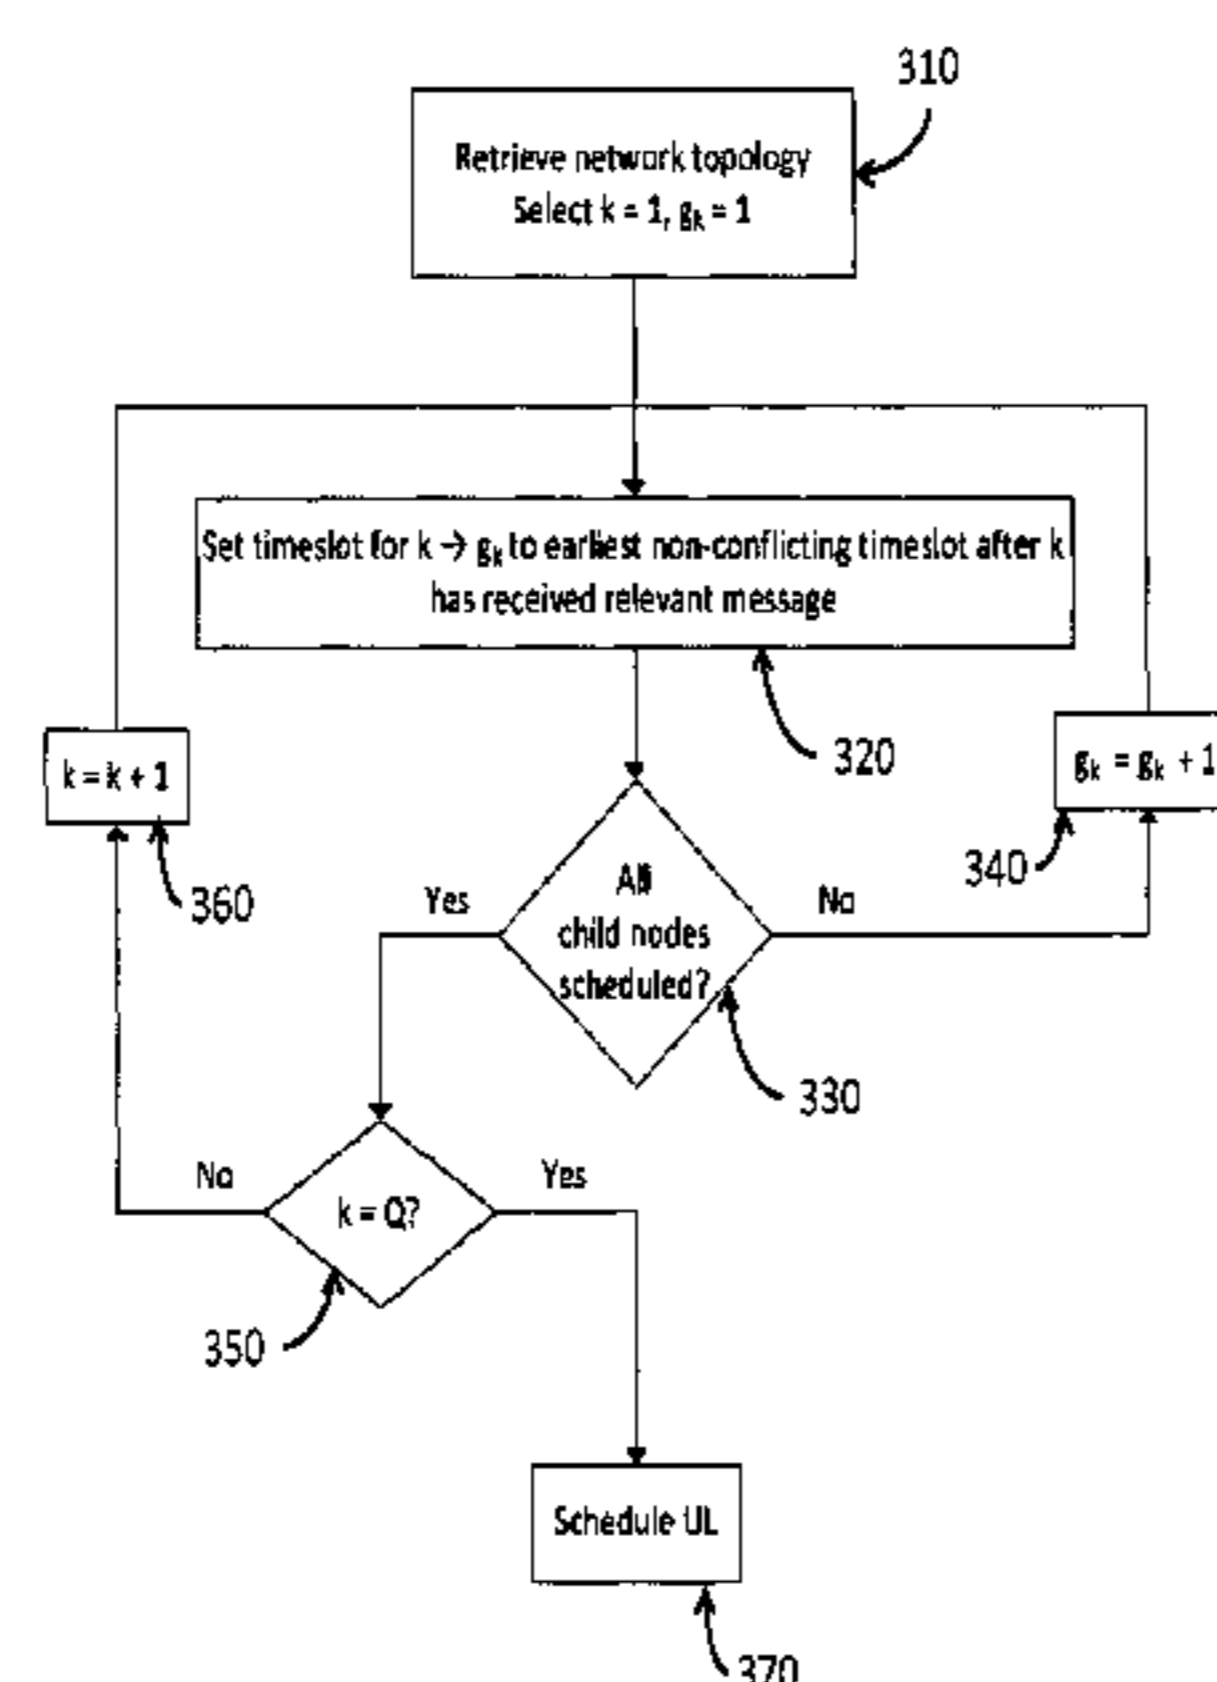 310
Retrieve network topology
Select k = 1, gₖ = 1
Set timeslot for k → gₖ to earliest non-conflicting timeslot after k
has received relevant message
320
k = k + 1
gₖ = gₖ + 1
360
340
Yes
All
child nodes
scheduled?
No
330
No
k = Q?
Yes
350
Schedule UL
370